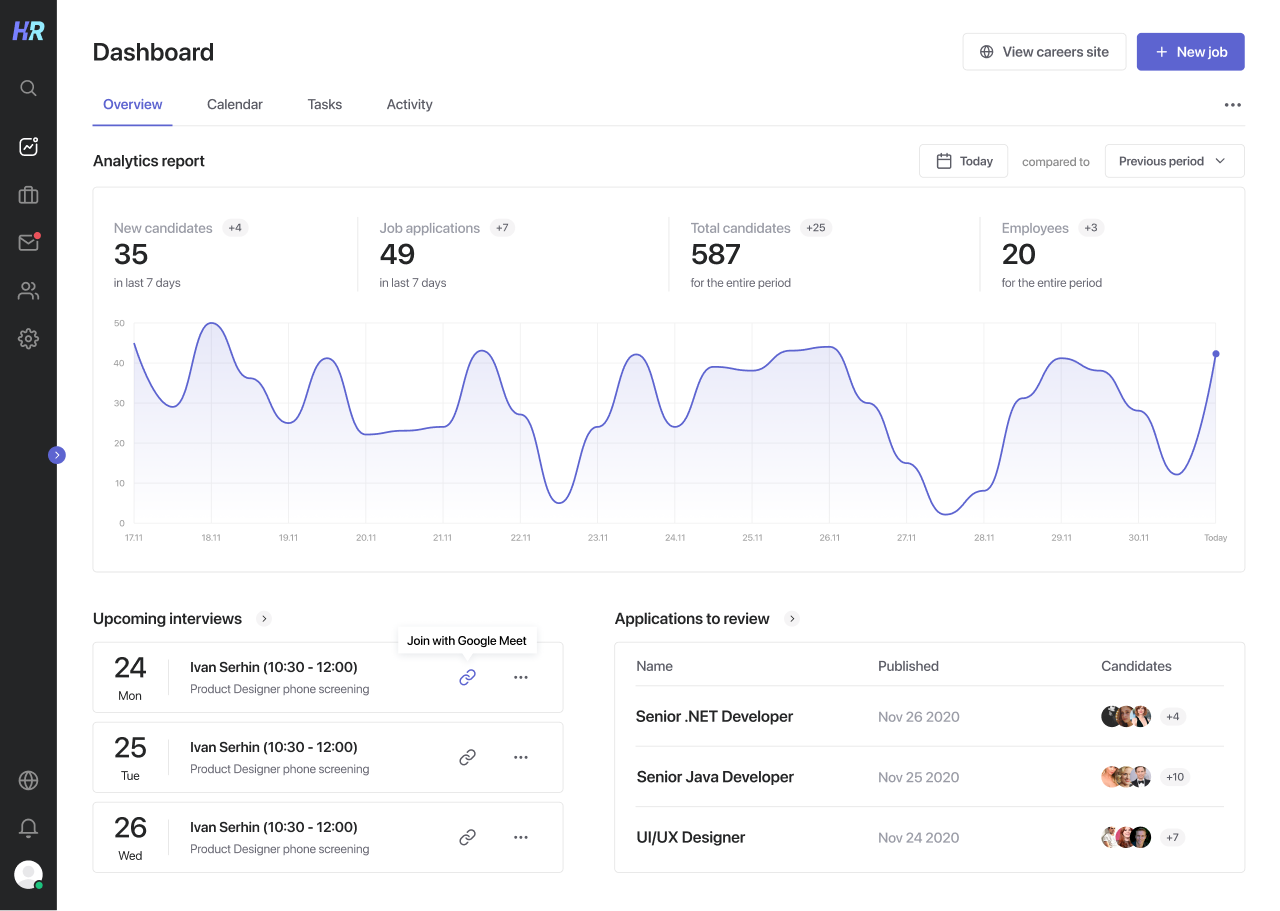 HR
Dashboard
View careers site
New job
Overview Calendar Tasks Activity
Analytics report
Today compared to Previous period
New candidates +4
35
in last 7 days
Job applications +7
49
in last 7 days
Total candidates +25
587
for the entire period
Employees +3
20
for the entire period
50
40
30
20
10
0
17.11 18.11 19.11 20.11 21.11 22.11 23.11 24.11 25.11 26.11 27.11 28.11 29.11 30.11 Today
Upcoming interviews
Join with Google Meet
24
Mon
Ivan Serhin (10:30 - 12:00)
Product Designer phone screening
25
Tue
Ivan Serhin (10:30 - 12:00)
Product Designer phone screening
26
Wed
Ivan Serhin (10:30 - 12:00)
Product Designer phone screening
Applications to review
Name Published Candidates
Senior .NET Developer Nov 26 2020 +4
Senior Java Developer Nov 25 2020 +10
UI/UX Designer Nov 24 2020 +7